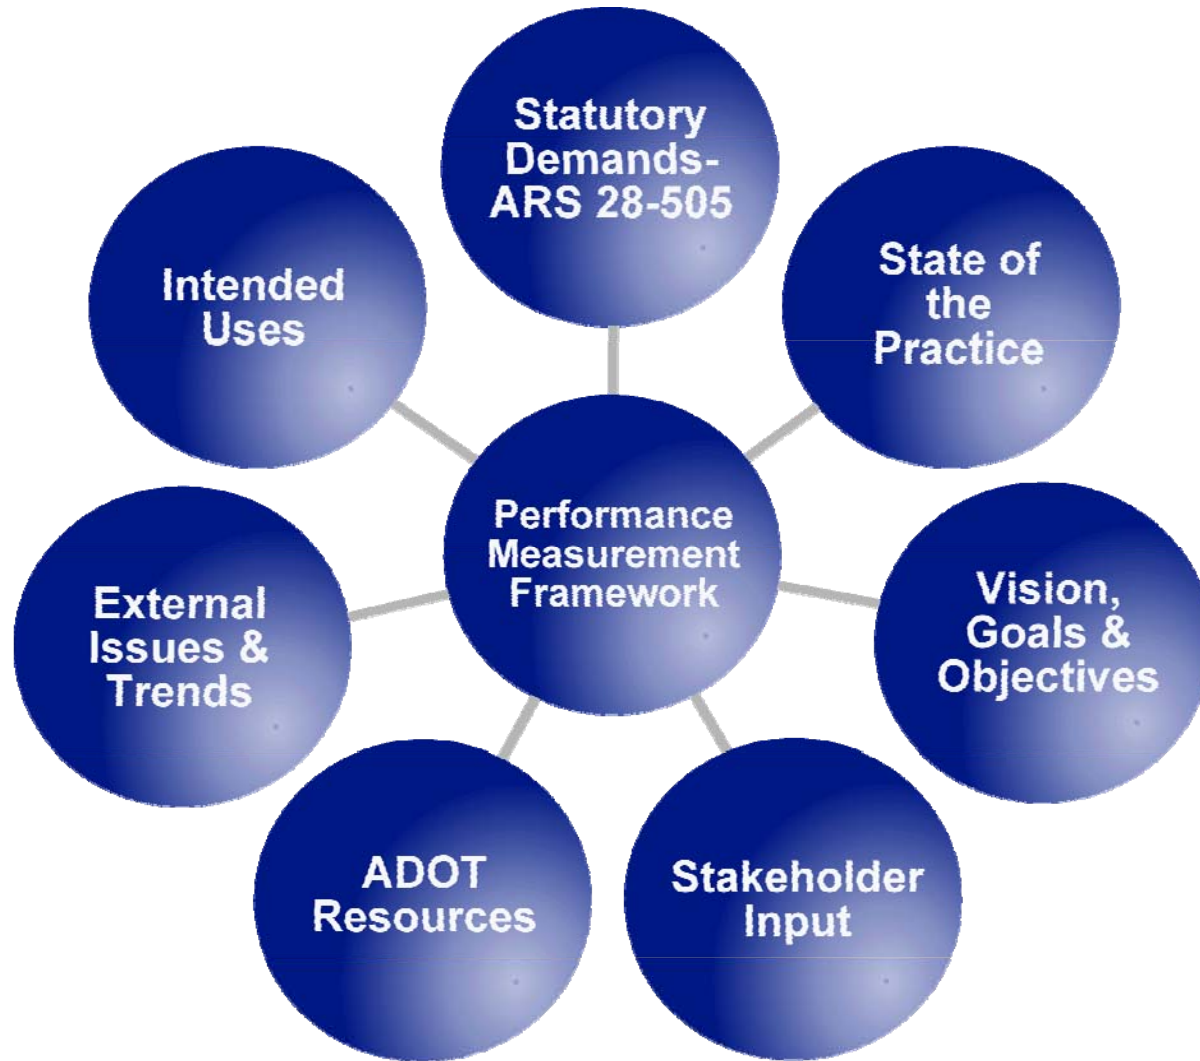 Statutory
Demands-
ARS 28-505
State of
the
Practice
Vision,
Goals &
Objectives
Stakeholder
Input
ADOT
Resources
External
Issues &
Trends
Intended
Uses
Performance
Measurement
Framework